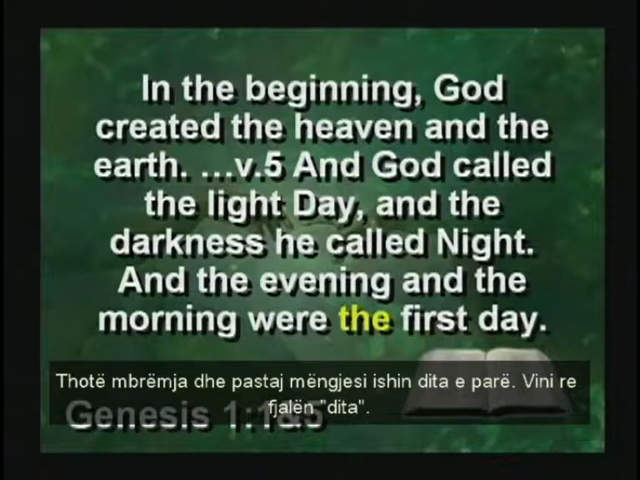 In the beginning, God
created the heaven and the
earth. ...v.5 And God called
the light Day, and the
darkness he called Night.
And the evening and the
morning were the first day.
Thotë mbrëmja dhe pastaj mëngjesi ishin dita e parë. Vini re
fjalën "dita".
Genesis 1:1&5